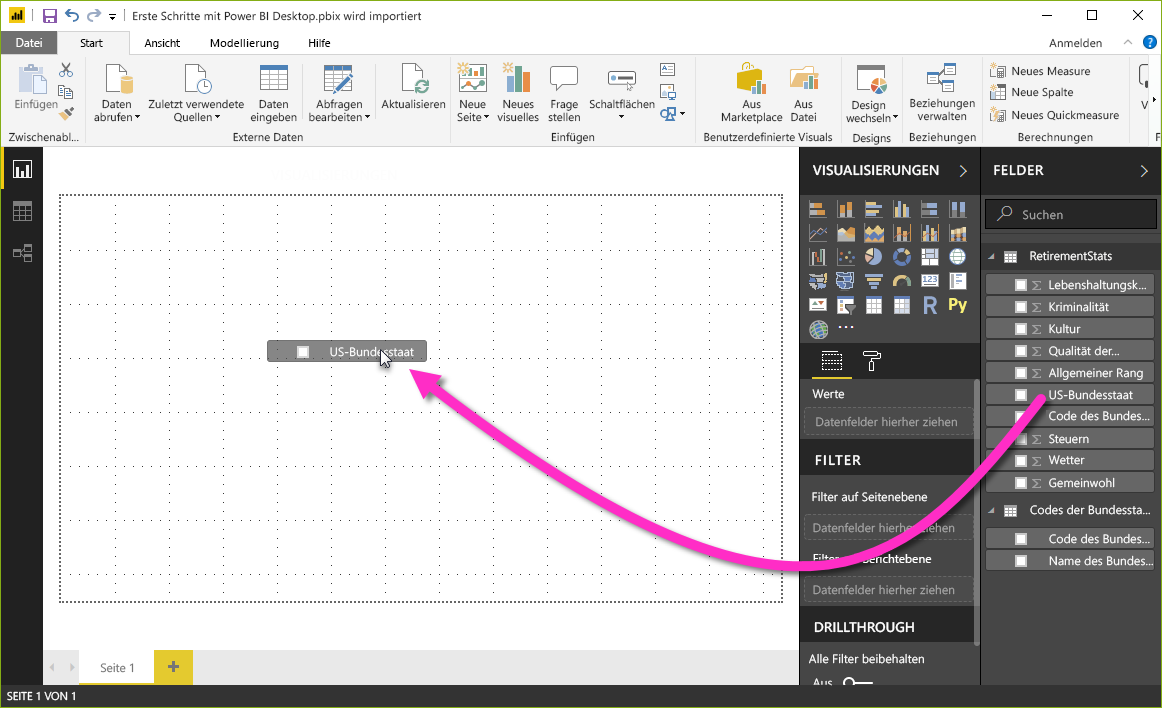 Erste Schritte mit Power BI Desktop.pbix wird importiert
Datei Start Ansicht Modellierung Hilfe Anmelden
Einfügen
Daten abrufen
Zuletzt verwendete Quellen
Daten eingeben
Abfragen bearbeiten
Aktualisieren
Neue Seite
Neues visuelles
Frage stellen
Schaltflächen
Aus Marketplace
Aus Datei
Design wechseln
Beziehungen verwalten
Neues Measure
Neue Spalte
Neues Quickmeasure
Zwischenabl... Externe Daten Einfügen Benutzerdefinierte Visuals Designs Beziehungen Berechnungen
US-Bundesstaat
VISUALISIERUNGEN
123
R
Py
Werte
Datenfelder hierher ziehen
FILTER
Filter auf Seitenebene
Datenfelder hierher ziehen
Datenfelder hierher ziehen
DRILLTHROUGH
Alle Filter beibehalten
Aus
FELDER
Suchen
RetirementStats
Lebenshaltungsk...
Kriminalität
Kultur
Qualität der...
Allgemeiner Rang
US-Bundesstaat
Code des Bundes...
Steuern
Wetter
Gemeinwohl
Codes der Bundessta...
Code des Bundes...
Name des Bundes...
Seite 1
SEITE 1 VON 1